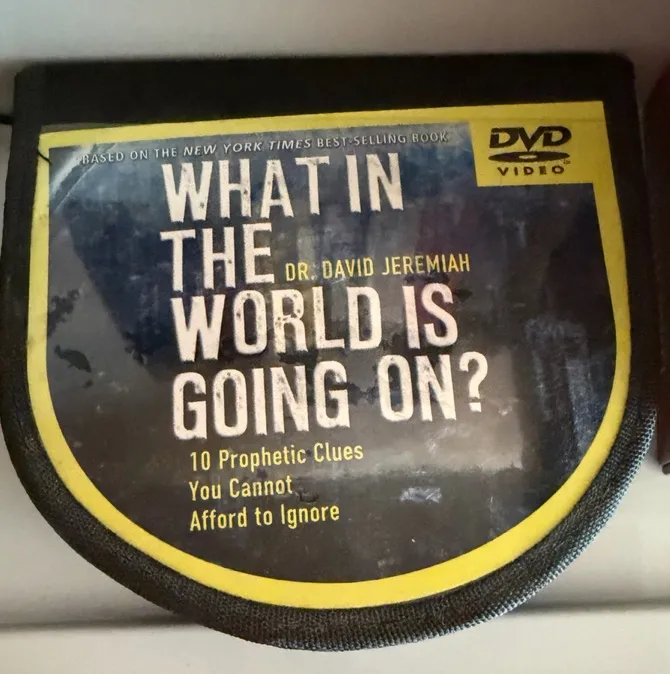 BASED ON THE NEW YORK TIMES BEST-SELLING BOOK
DVD
VIDEO
WHAT IN
THE
DR. DAVID JEREMIAH
WORLD IS
GOING ON?
10 Prophetic Clues
You Cannot
Afford to Ignore